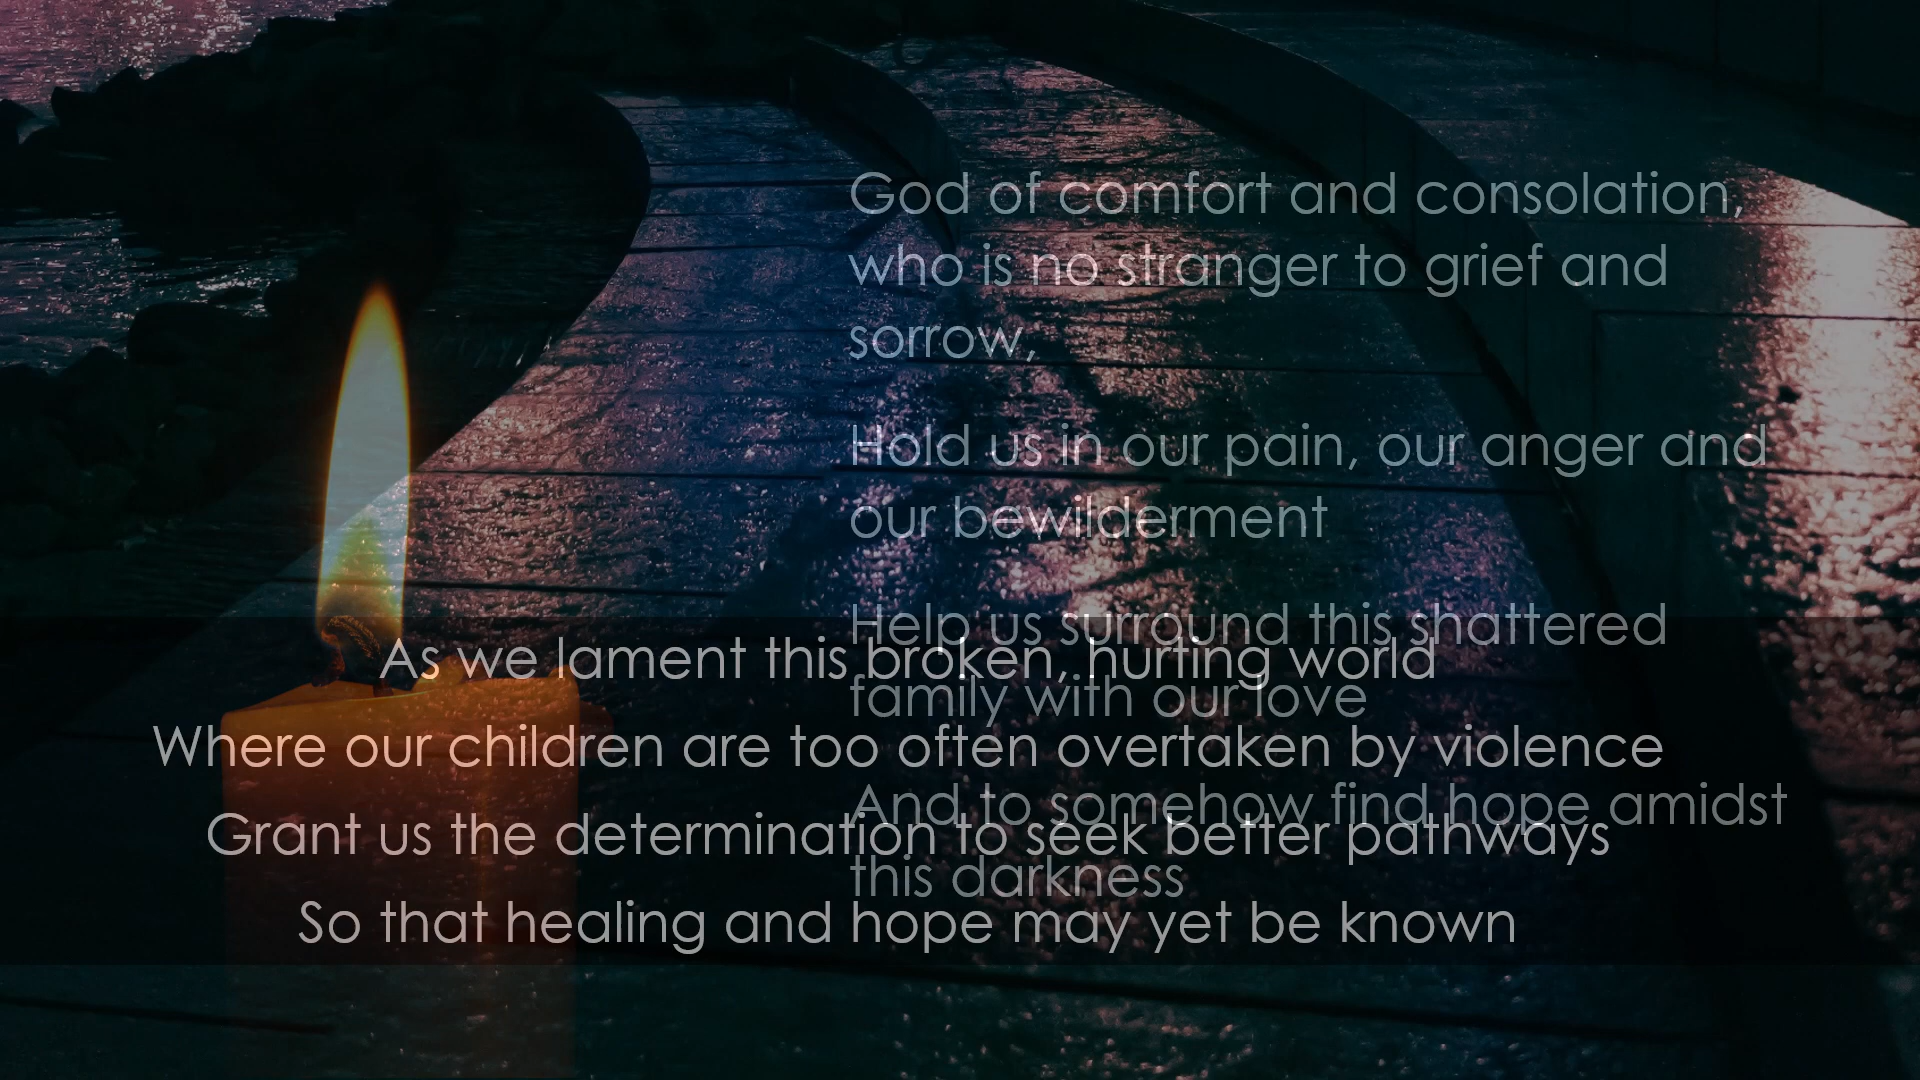 God of comfort and consolation,
who is no stranger to grief and
sorrow,
Hold us in our pain, our anger and
our bewilderment
Help us surround this shattered
family with our love
And to somehow find hope amidst
this darkness
As we lament this broken, hurting world
Where our children are too often overtaken by violence
Grant us the determination to seek better pathways
So that healing and hope may yet be known